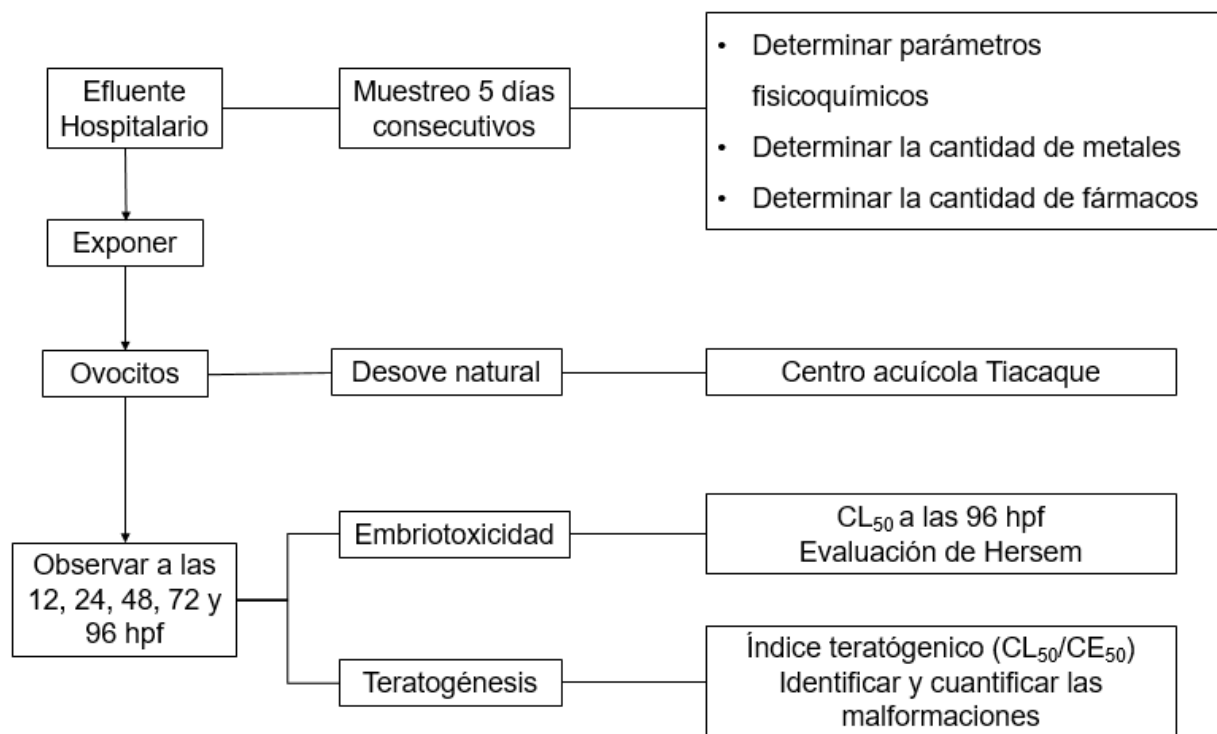 Efluente
Hospitalario
Muestreo 5 días
consecutivos
• Determinar parámetros
fisicoquímicos
• Determinar la cantidad de metales
• Determinar la cantidad de fármacos
Exponer
Ovocitos
Desove natural
Centro acuícola Tiacaque
Observar a las
12, 24, 48, 72 y
96 hpf
Embriotoxicidad
CL₅₀ a las 96 hpf
Evaluación de Hersem
Teratogénesis
Índice teratógenico (CL₅₀/CE₅₀)
Identificar y cuantificar las
malformaciones